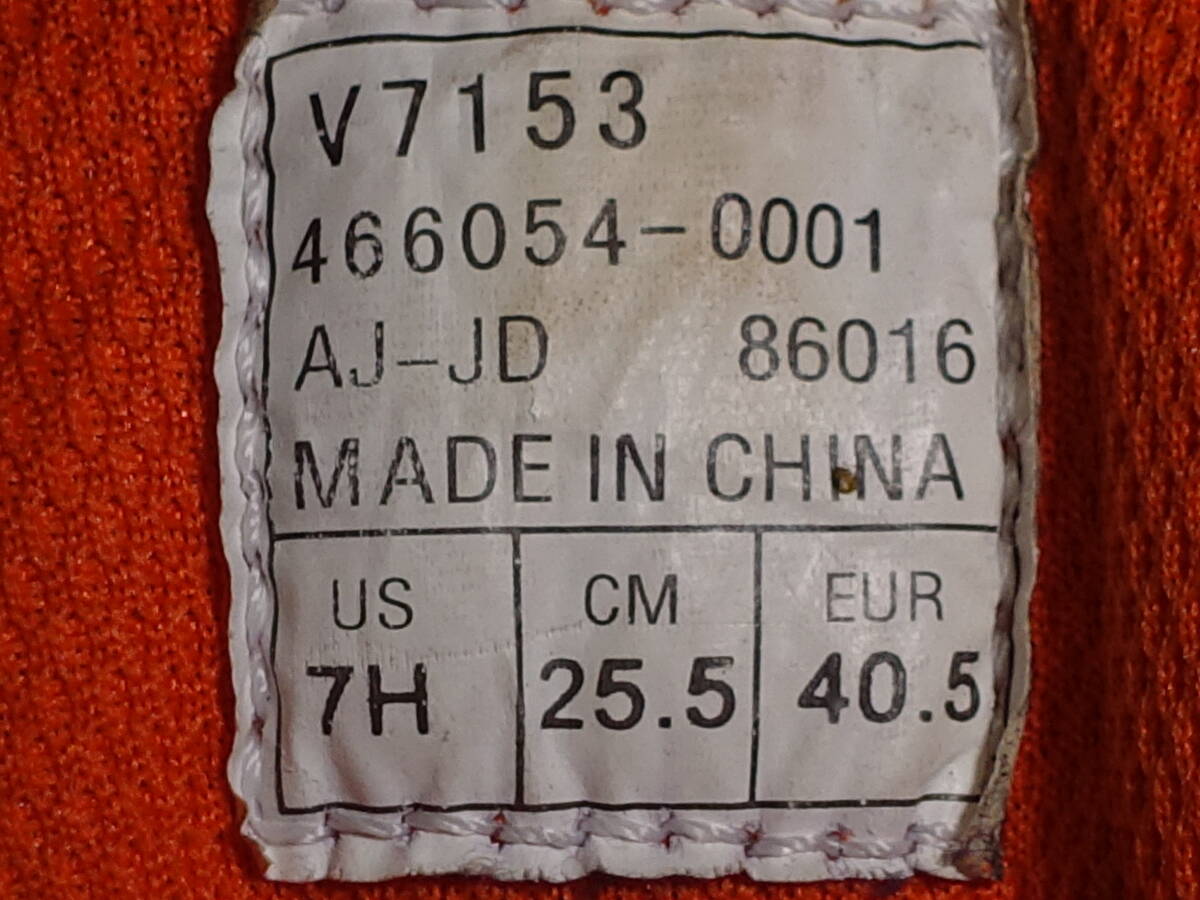 V7153
466054-0001
AJ-JD 86016
MADE IN CHINA
US CM EUR
7H 25.5 40.5